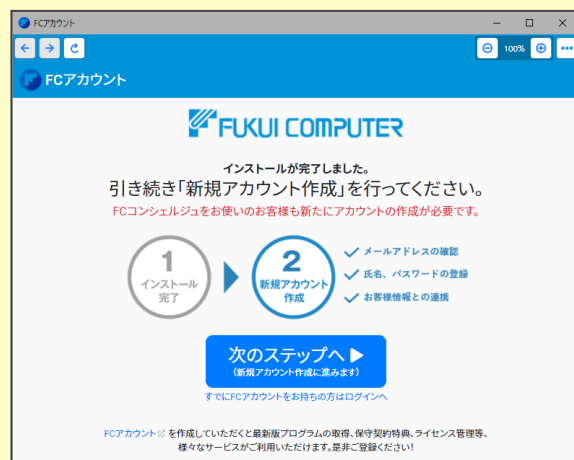 FCアカウント
100%
FCアカウント
FUKUI COMPUTER
インストールが完了しました。
引き続き「新規アカウント作成」を行ってください。
FCコンシェルジュをお使いのお客様も新たにアカウントの作成が必要です。
1
インストール
完了
2
新規アカウント
作成
メールアドレスの確認
氏名、パスワードの登録
お客様情報との連携
次のステップへ ▶
(新規アカウント作成に進みます)
すでにFCアカウントをお持ちの方はログインへ
FCアカウント を作成していただくと最新版プログラムの取得、保守契約特典、ライセンス管理等、
様々なサービスがご利用いただけます。是非ご登録ください!